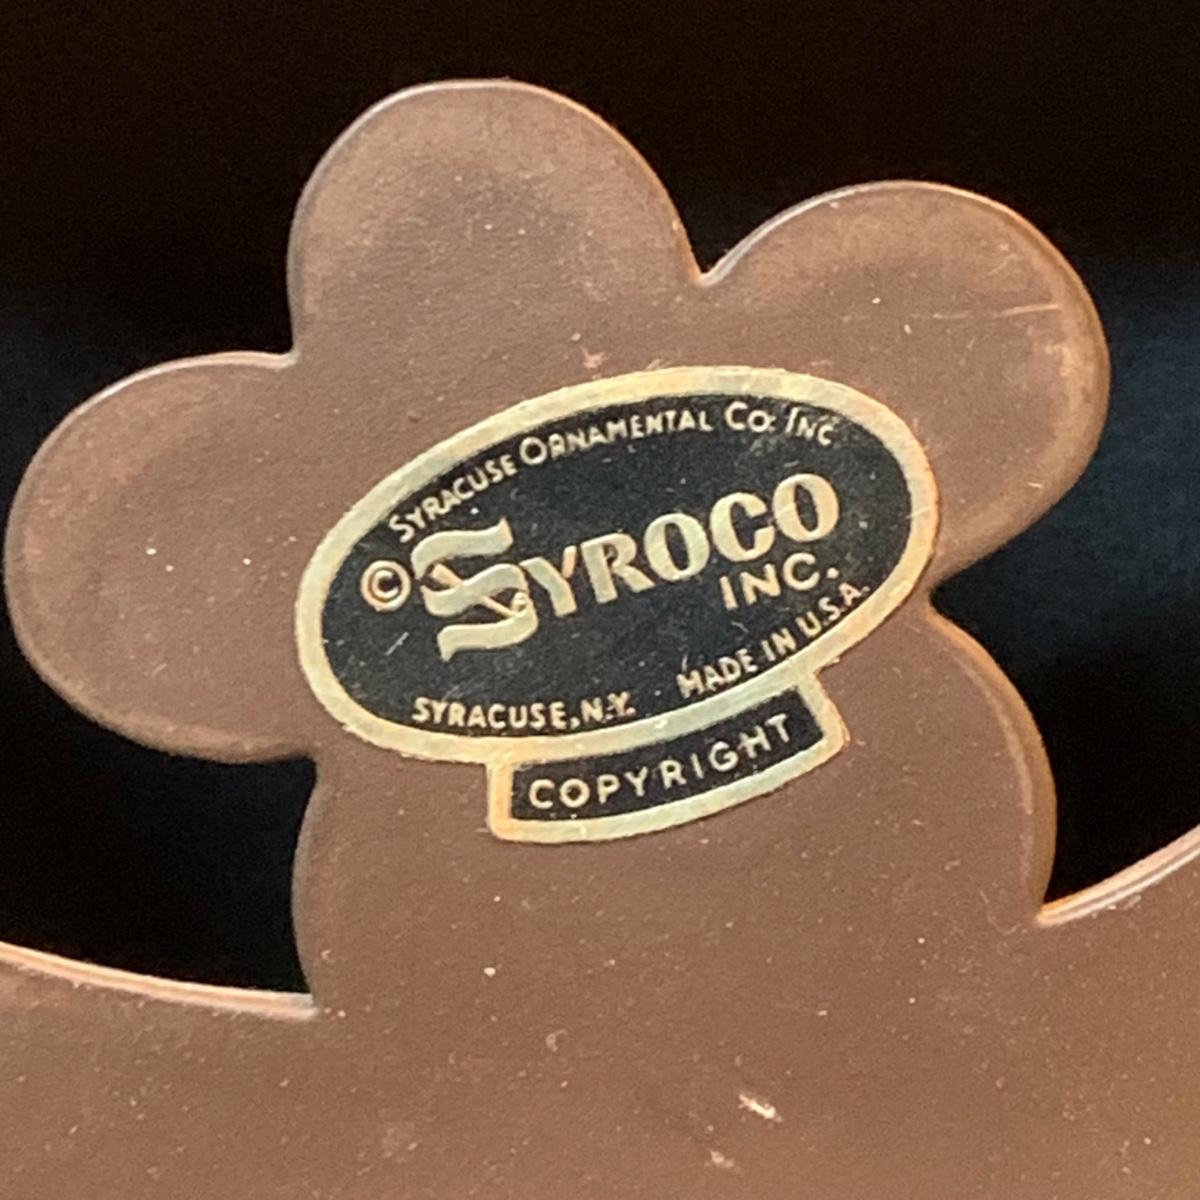 SYRACUSE ORNAMENTAL CO. INC
© SYROCO
INC.
SYRACUSE, N.Y. MADE IN U.S.A.
COPYRIGHT